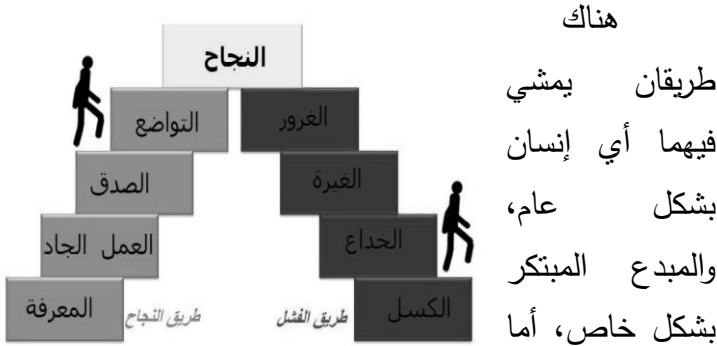 هناك
طريقان يمشي
فيهما أي إنسان
بشكل عام،
والمبدع المبتكر
بشكل خاص، أما
النجاح
الغرور
التواضع
الغيرة
الصدق
الخداع
العمل الجاد
الكسل
طريق الفشل
طريق النجاح
المعرفة